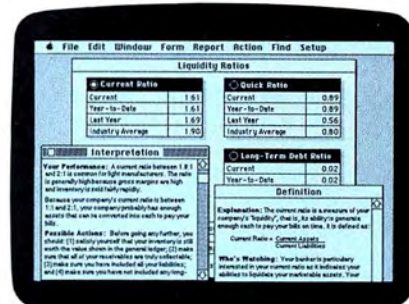 File Edit Window Form Report Action Find Setup
Liquidity Ratios
Current Ratio
Current 1.61
Year-to-Date 1.61
Last Year 1.69
Industry Average 1.90
Quick Ratio
Current 0.89
Year-to-Date 0.89
Last Year 0.56
Industry Average 0.80
Long-Term Debt Ratio
Current 0.02
Year-to-Date 0.02
Interpretation
Your Performance: A current ratio between 1.8:1
and 2:1 is common for light manufacturers. The ratio
is generally high because gross margins are high
and inventory is sold fairly rapidly.
Because your company's current ratio is between
1:1 and 2:1, your company probably has enough
assets that can be converted into cash to pay your
bills.
Possible Actions: Before going any further, you
should: (1) satisfy yourself that your inventory is still
worth the value shown in the general ledger; (2) make
sure that all of your receivables are truly collectable;
(3) make sure you have included all your liabilities;
and (4) make sure you have not included any long-
Definition
Explanation: The current ratio is a measure of your
company's "liquidity", that is, its ability to generate
enough cash to pay your bills on time. It is defined as:
Current Ratio = Current Assets
Current Liabilities
Who's Watching: Your banker is particularly
interested in your current ratio as it indicates your
abilities to liquidate your marketable assets. Your